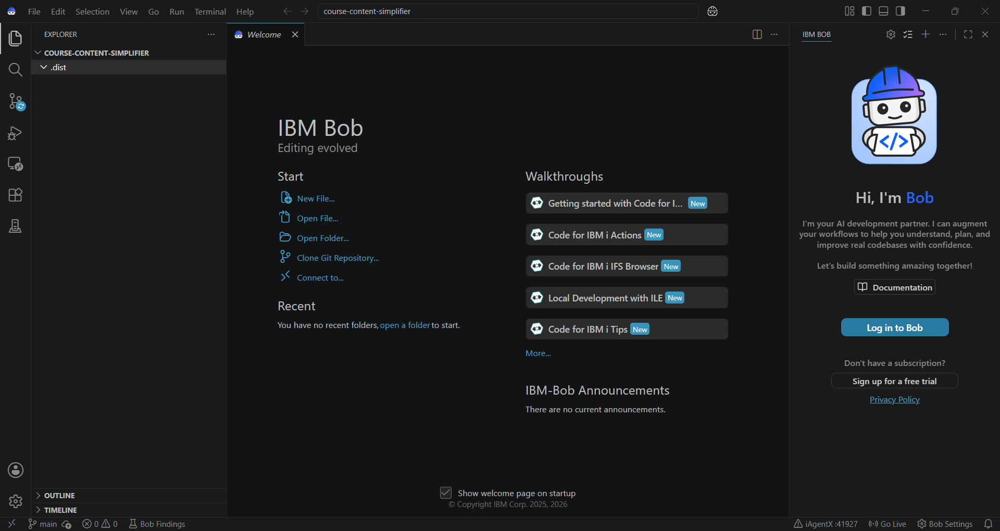 File Edit Selection View Go Run Terminal Help
course-content-simplifier
EXPLORER
COURSE-CONTENT-SIMPLIFIER
.dist
OUTLINE
TIMELINE
Welcome
IBM Bob
Editing evolved
Start
New File...
Open File...
Open Folder...
Clone Git Repository...
Connect to...
Recent
You have no recent folders, open a folder to start.
Walkthroughs
Getting started with Code for I... New
Code for IBM i Actions New
Code for IBM i IFS Browser New
Local Development with ILE New
Code for IBM i Tips New
More...
IBM-Bob Announcements
There are no current announcements.
Show welcome page on startup
© Copyright IBM Corp. 2025, 2026
IBM BOB
</>
Hi, I'm Bob
I'm your AI development partner. I can augment
your workflows to help you understand, plan, and
improve real codebases with confidence.
Let's build something amazing together!
Documentation
Log in to Bob
Don't have a subscription?
Sign up for a free trial
Privacy Policy
main 0 0 Bob Findings
iAgentX :41927 Go Live Bob Settings